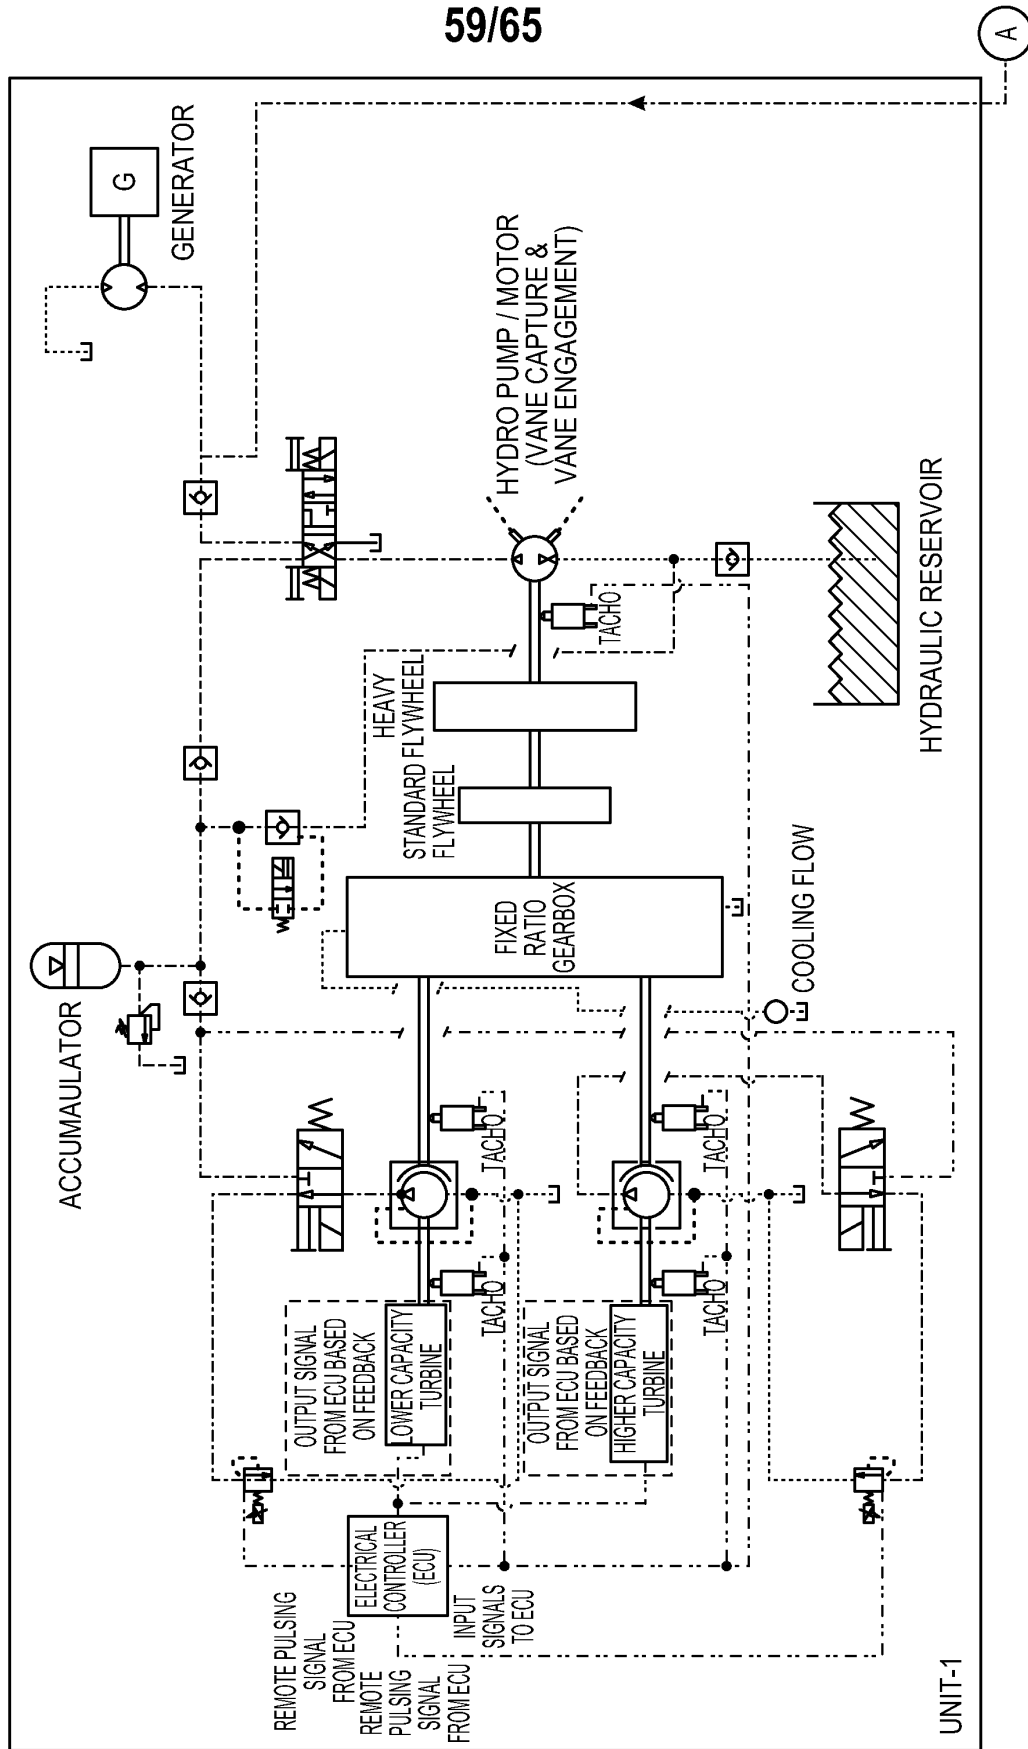 59/65
A
G
GENERATOR
HYDRO PUMP / MOTOR
(VANE CAPTURE &
VANE ENGAGEMENT)
TACHO
HYDRAULIC RESERVOIR
HEAVY
STANDARD FLYWHEEL
FLYWHEEL
ACCUMAULATOR
FIXED
RATIO
GEARBOX
COOLING FLOW
TACHO
TACHO
TACHO
TACHO
OUTPUT SIGNAL
FROM ECU BASED
ON FEEDBACK
LOWER CAPACITY
TURBINE
OUTPUT SIGNAL
FROM ECU BASED
ON FEEDBACK
HIGHER CAPACITY
TURBINE
ELECTRICAL
CONTROLLER
(ECU)
REMOTE PULSING
SIGNAL
FROM ECU
REMOTE
PULSING
SIGNAL
FROM ECU
INPUT
SIGNALS
TO ECU
UNIT-1